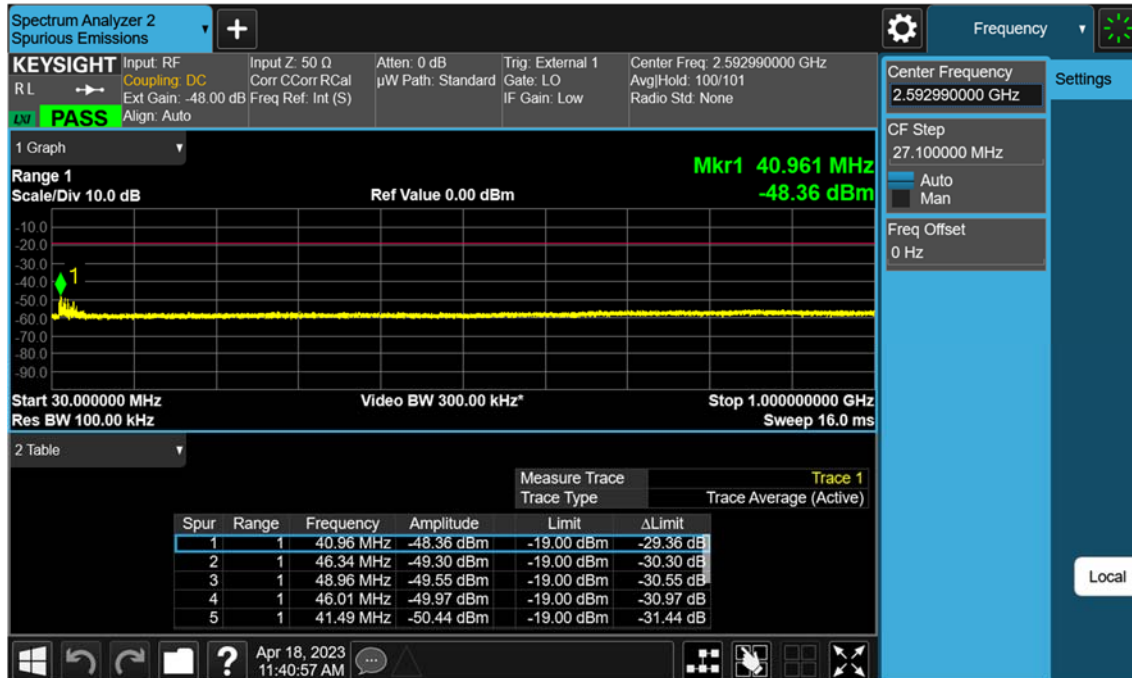 Spectrum Analyzer 2
Spurious Emissions
Frequency
KEYSIGHT
RL
LXI PASS
Input: RF
Coupling: DC
Ext Gain: -48.00 dB
Align: Auto
Input Z: 50 Ω
Corr CCorr RCal
Freq Ref: Int (S)
Atten: 0 dB
µW Path: Standard
Trig: External 1
Gate: LO
IF Gain: Low
Center Freq: 2.592990000 GHz
Avg|Hold: 100/101
Radio Std: None
1 Graph
Range 1
Scale/Div 10.0 dB
Ref Value 0.00 dBm
Mkr1 40.961 MHz
-48.36 dBm
-10.0
-20.0
-30.0
-40.0
-50.0
-60.0
-70.0
-80.0
-90.0
1
Start 30.000000 MHz
Res BW 100.00 kHz
Video BW 300.00 kHz*
Stop 1.000000000 GHz
Sweep 16.0 ms
2 Table
Measure Trace Trace 1
Trace Type Trace Average (Active)
Spur Range Frequency Amplitude Limit ΔLimit
1 1 40.96 MHz -48.36 dBm -19.00 dBm -29.36 dB
2 1 46.34 MHz -49.30 dBm -19.00 dBm -30.30 dB
3 1 48.96 MHz -49.55 dBm -19.00 dBm -30.55 dB
4 1 46.01 MHz -49.97 dBm -19.00 dBm -30.97 dB
5 1 41.49 MHz -50.44 dBm -19.00 dBm -31.44 dB
Center Frequency
2.592990000 GHz
Settings
CF Step
27.100000 MHz
Auto
Man
Freq Offset
0 Hz
Local
Apr 18, 2023
11:40:57 AM